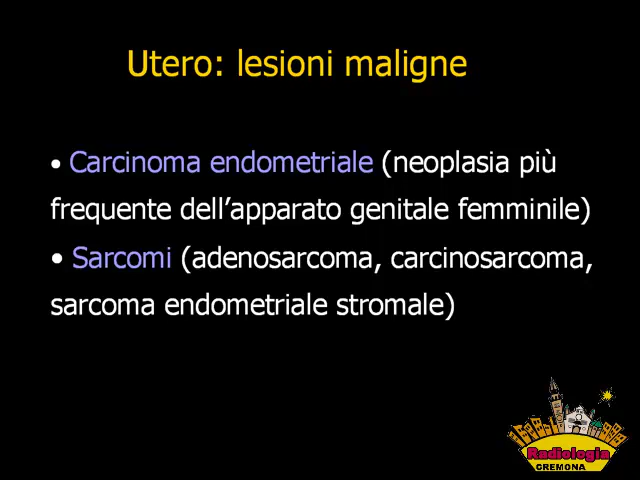 Utero: lesioni maligne
• Carcinoma endometriale (neoplasia più
frequente dell’apparato genitale femminile)
• Sarcomi (adenosarcoma, carcinosarcoma,
sarcoma endometriale stromale)
Radiologia
CREMONA